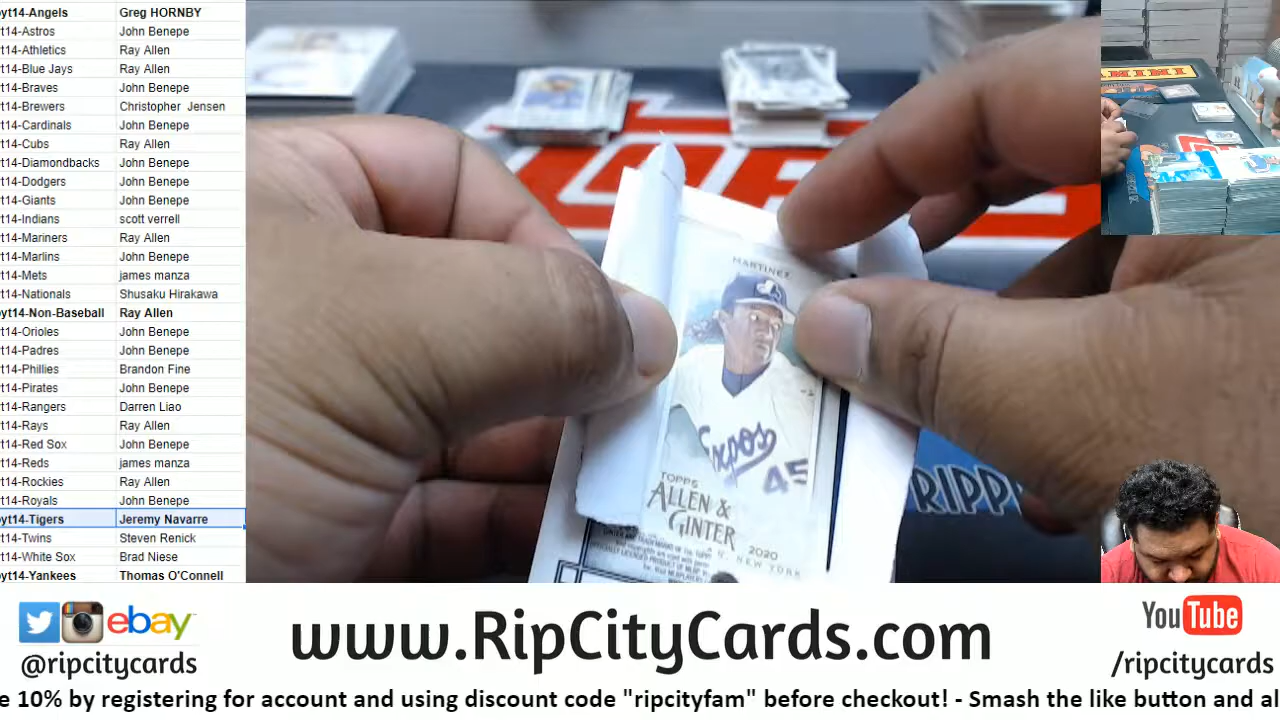 yt14-Angels Greg HORNBY
t14-Astros John Benepe
t14-Athletics Ray Allen
t14-Blue Jays Ray Allen
t14-Braves John Benepe
t14-Brewers Christopher Jensen
t14-Cardinals John Benepe
t14-Cubs Ray Allen
t14-Diamondbacks John Benepe
t14-Dodgers John Benepe
t14-Giants John Benepe
t14-Indians scott verrell
t14-Mariners Ray Allen
t14-Marlins John Benepe
t14-Mets james manza
t14-Nationals Shusaku Hirakawa
yt14-Non-Baseball Ray Allen
t14-Orioles John Benepe
t14-Padres John Benepe
t14-Phillies Brandon Fine
t14-Pirates John Benepe
t14-Rangers Darren Liao
t14-Rays Ray Allen
t14-Red Sox John Benepe
t14-Reds james manza
t14-Rockies Ray Allen
t14-Royals John Benepe
yt14-Tigers Jeremy Navarre
t14-Twins Steven Renick
t14-White Sox Brad Niese
yt14-Yankees Thomas O'Connell
MARTINEZ
Expos
45
TOPPS
ALLEN &
GINTER
2020
NEW YORK
RIPP
ebay
@ripcitycards
www.RipCityCards.com
YouTube
/ripcitycards
e 10% by registering for account and using discount code "ripcityfam" before checkout! - Smash the like button and al